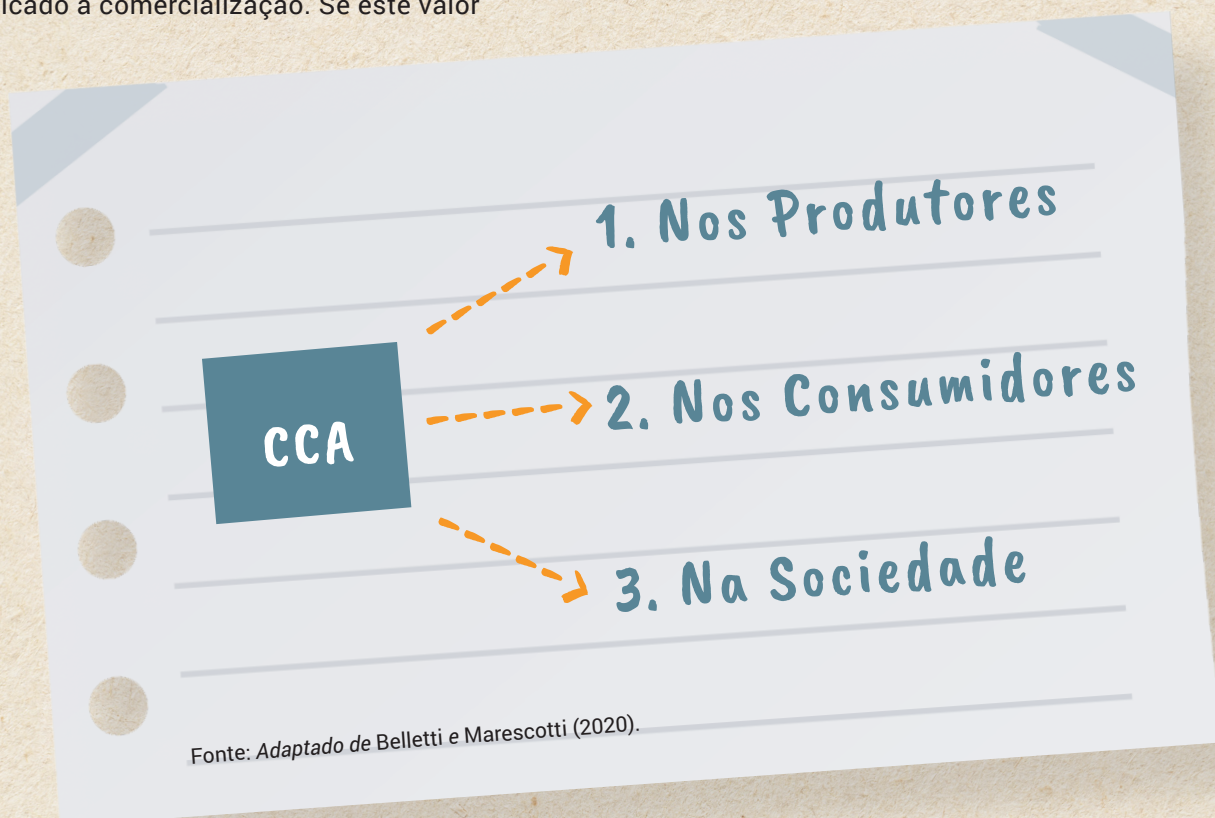 icado à comercialização. Se este valor
1. Nos Produtores
2. Nos Consumidores
CCA
3. Na Sociedade
Fonte: Adaptado de Belletti e Marescotti (2020).